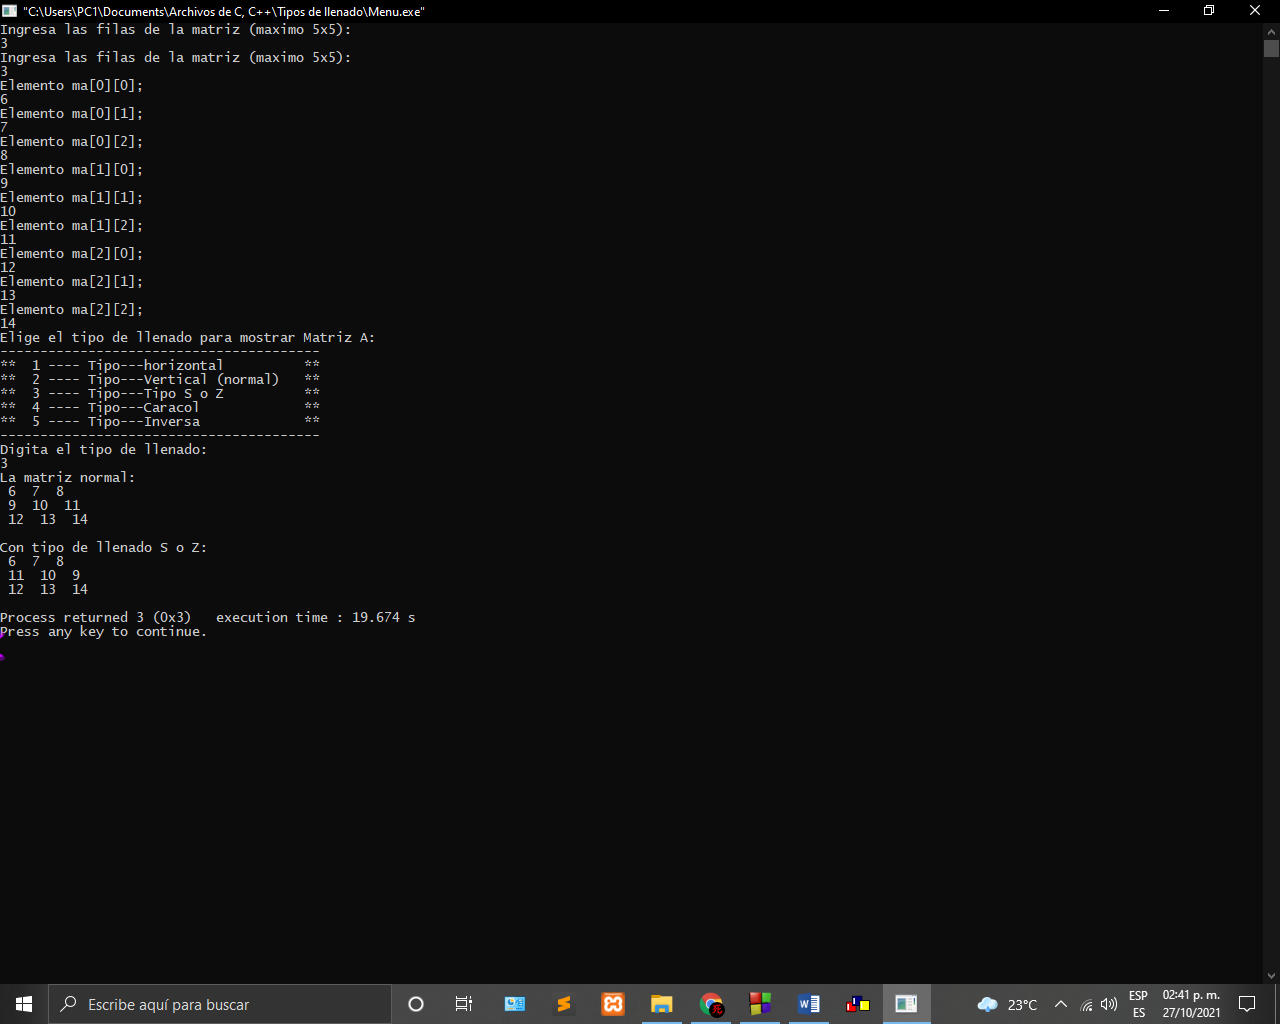 "C:\Users\PC1\Documents\Archivos de C, C++\Tipos de llenado\Menu.exe"
Ingresa las filas de la matriz (maximo 5x5):
3
Ingresa las filas de la matriz (maximo 5x5):
3
Elemento ma[0][0];
6
Elemento ma[0][1];
7
Elemento ma[0][2];
8
Elemento ma[1][0];
9
Elemento ma[1][1];
10
Elemento ma[1][2];
11
Elemento ma[2][0];
12
Elemento ma[2][1];
13
Elemento ma[2][2];
14
Elige el tipo de llenado para mostrar Matriz A:
----------------------------------------
**  1 ---- Tipo---horizontal          **
**  2 ---- Tipo---Vertical (normal)   **
**  3 ---- Tipo---Tipo S o Z          **
**  4 ---- Tipo---Caracol             **
**  5 ---- Tipo---Inversa             **
----------------------------------------
Digita el tipo de llenado:
3
La matriz normal:
 6  7  8
 9  10  11
 12  13  14
Con tipo de llenado S o Z:
 6  7  8
 11  10  9
 12  13  14
Process returned 3 (0x3)   execution time : 19.674 s
Press any key to continue.
Escribe aquí para buscar
23°C
ESP
ES
02:41 p. m.
27/10/2021